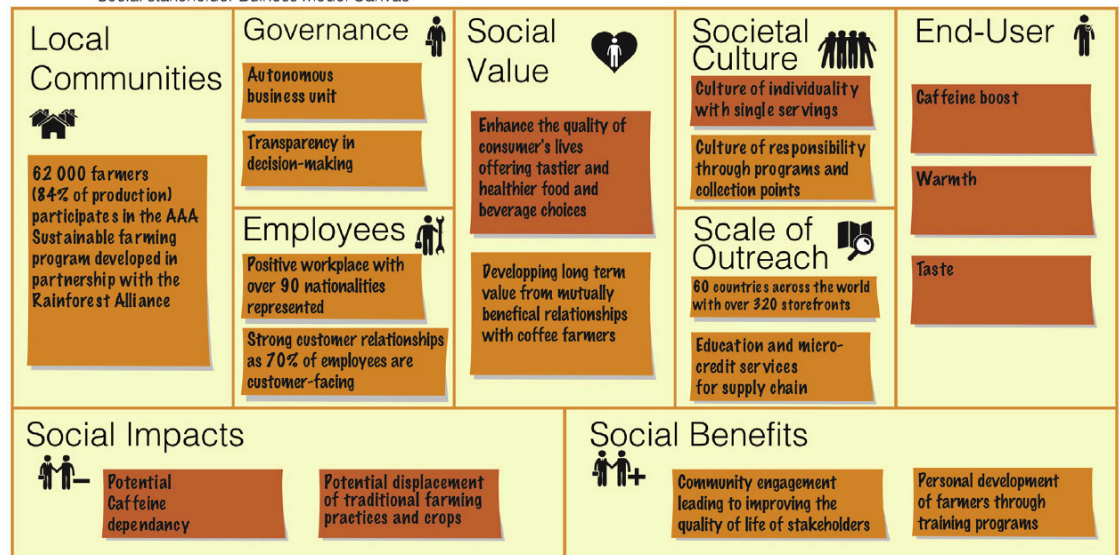 Social Stakeholder Buiness Model Canvas
Local
Communities
62 000 farmers
(84% of production)
participates in the AAA
Sustainable farming
program developed in
partnership with the
Rainforest Alliance
Governance
Autonomous
business unit
Transparency in
decision-making
Employees
Positive workplace with
over 90 nationalities
represented
Strong customer relationships
as 70% of employees are
customer-facing
Social
Value
Enhance the quality of
consumer's lives
offering tastier and
healthier food and
beverage choices
Developping long term
value from mutually
benefical relationships
with coffee farmers
Societal
Culture
Culture of individuality
with single servings
Culture of responsibility
through programs and
collection points
Scale of
Outreach
60 countries across the world
with over 320 storefronts
Education and micro-
credit services
for supply chain
End-User
Caffeine boost
Warmth
Taste
Social Impacts
Potential
Caffeine
dependancy
Potential displacement
of traditional farming
practices and crops
Social Benefits
Community engagement
leading to improving the
quality of life of stakeholders
Personal development
of farmers through
training programs